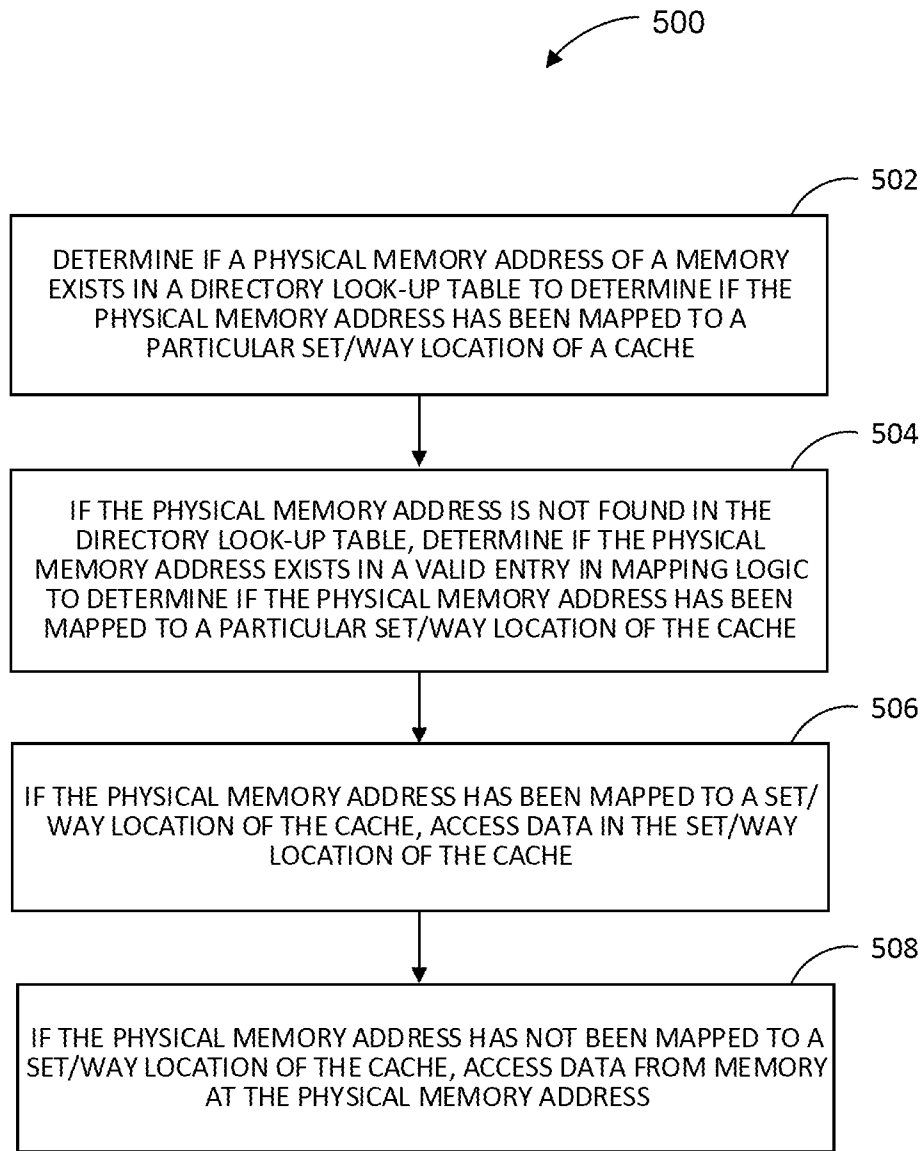 500
502
DETERMINE IF A PHYSICAL MEMORY ADDRESS OF A MEMORY
EXISTS IN A DIRECTORY LOOK-UP TABLE TO DETERMINE IF THE
PHYSICAL MEMORY ADDRESS HAS BEEN MAPPED TO A
PARTICULAR SET/WAY LOCATION OF A CACHE
504
IF THE PHYSICAL MEMORY ADDRESS IS NOT FOUND IN THE
DIRECTORY LOOK-UP TABLE, DETERMINE IF THE PHYSICAL
MEMORY ADDRESS EXISTS IN A VALID ENTRY IN MAPPING LOGIC
TO DETERMINE IF THE PHYSICAL MEMORY ADDRESS HAS BEEN
MAPPED TO A PARTICULAR SET/WAY LOCATION OF THE CACHE
506
IF THE PHYSICAL MEMORY ADDRESS HAS BEEN MAPPED TO A SET/
WAY LOCATION OF THE CACHE, ACCESS DATA IN THE SET/WAY
LOCATION OF THE CACHE
508
IF THE PHYSICAL MEMORY ADDRESS HAS NOT BEEN MAPPED TO A
SET/WAY LOCATION OF THE CACHE, ACCESS DATA FROM MEMORY
AT THE PHYSICAL MEMORY ADDRESS